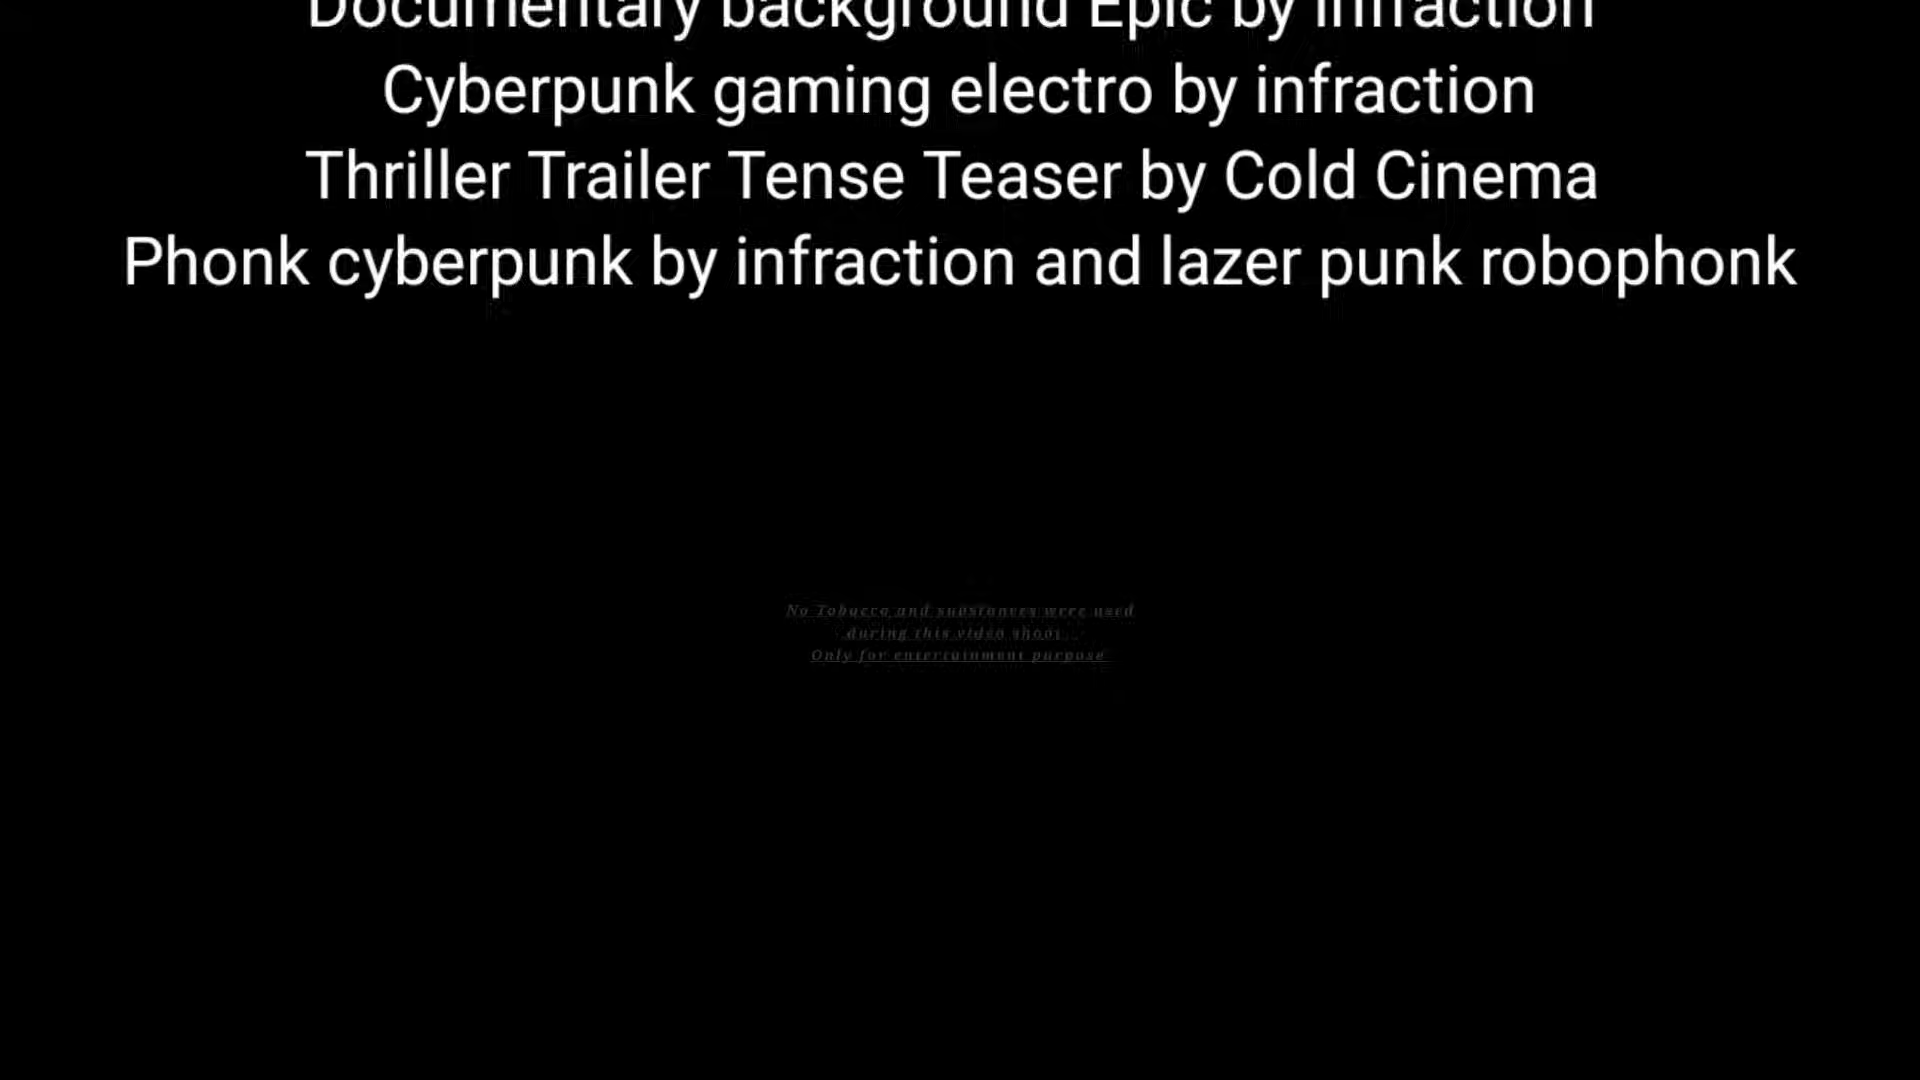 Documentary background Epic by infraction
Cyberpunk gaming electro by infraction
Thriller Trailer Tense Teaser by Cold Cinema
Phonk cyberpunk by infraction and lazer punk robophonk
No Tobacco and substances were used
during this video shoot
Only for entertainment purpose